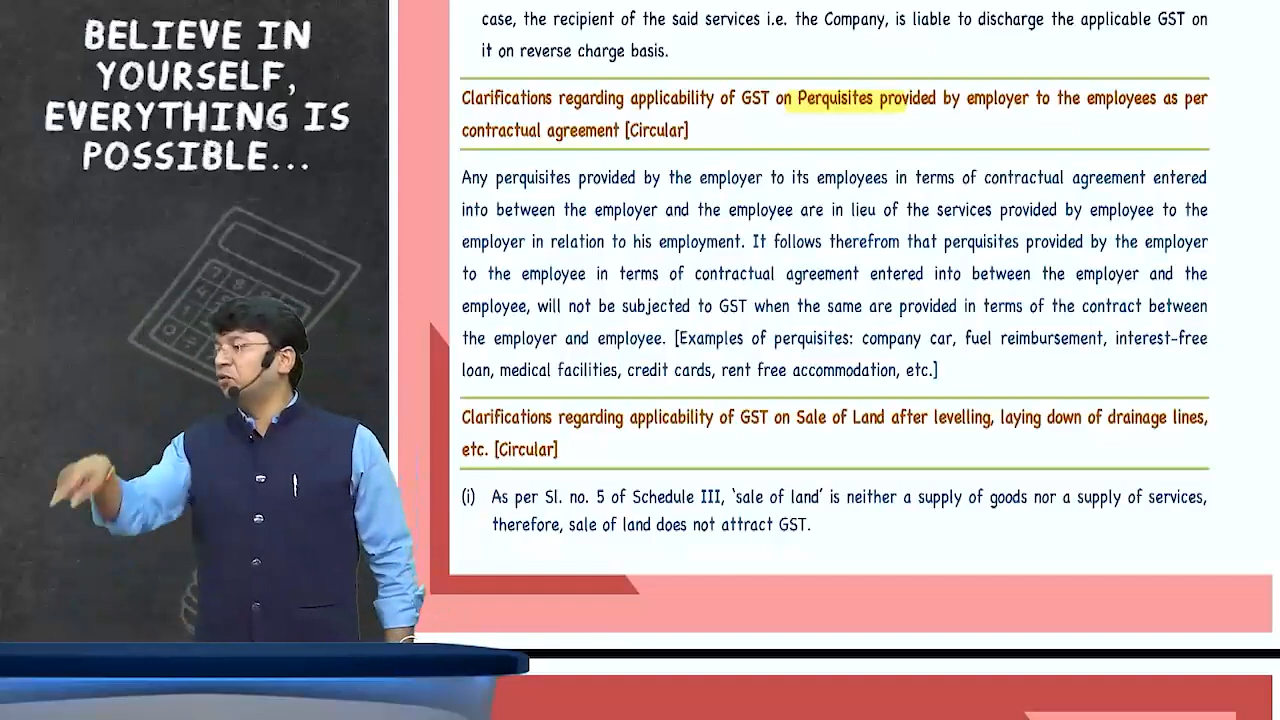 BELIEVE IN
YOURSELF,
EVERYTHING IS
POSSIBLE...
case, the recipient of the said services i.e. the Company, is liable to discharge the applicable GST on
it on reverse charge basis.
Clarifications regarding applicability of GST on Perquisites provided by employer to the employees as per
contractual agreement [Circular]
Any perquisites provided by the employer to its employees in terms of contractual agreement entered
into between the employer and the employee are in lieu of the services provided by employee to the
employer in relation to his employment. It follows therefrom that perquisites provided by the employer
to the employee in terms of contractual agreement entered into between the employer and the
employee, will not be subjected to GST when the same are provided in terms of the contract between
the employer and employee. [Examples of perquisites: company car, fuel reimbursement, interest-free
loan, medical facilities, credit cards, rent free accommodation, etc.]
Clarifications regarding applicability of GST on Sale of Land after levelling, laying down of drainage lines,
etc. [Circular]
(i) As per Sl. no. 5 of Schedule III, 'sale of land' is neither a supply of goods nor a supply of services,
therefore, sale of land does not attract GST.